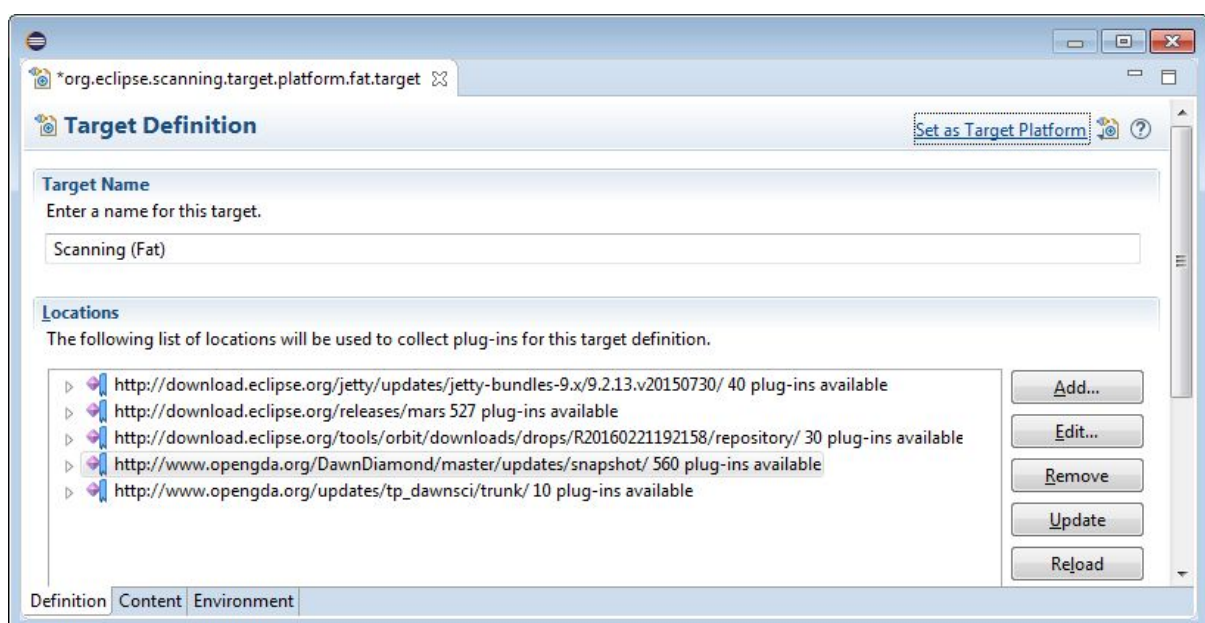 *org.eclipse.scanning.target.platform.fat.target
Target Definition
Set as Target Platform
Target Name
Enter a name for this target.
Scanning (Fat)
Locations
The following list of locations will be used to collect plug-ins for this target definition.
http://download.eclipse.org/jetty/updates/jetty-bundles-9.x/9.2.13.v20150730/ 40 plug-ins available
Add...
http://download.eclipse.org/releases/mars 527 plug-ins available
http://download.eclipse.org/tools/orbit/downloads/drops/R20160221192158/repository/ 30 plug-ins available
Edit...
http://www.opengda.org/DawnDiamond/master/updates/snapshot/ 560 plug-ins available
Remove
http://www.opengda.org/updates/tp_dawnsci/trunk/ 10 plug-ins available
Update
Reload
Definition Content Environment